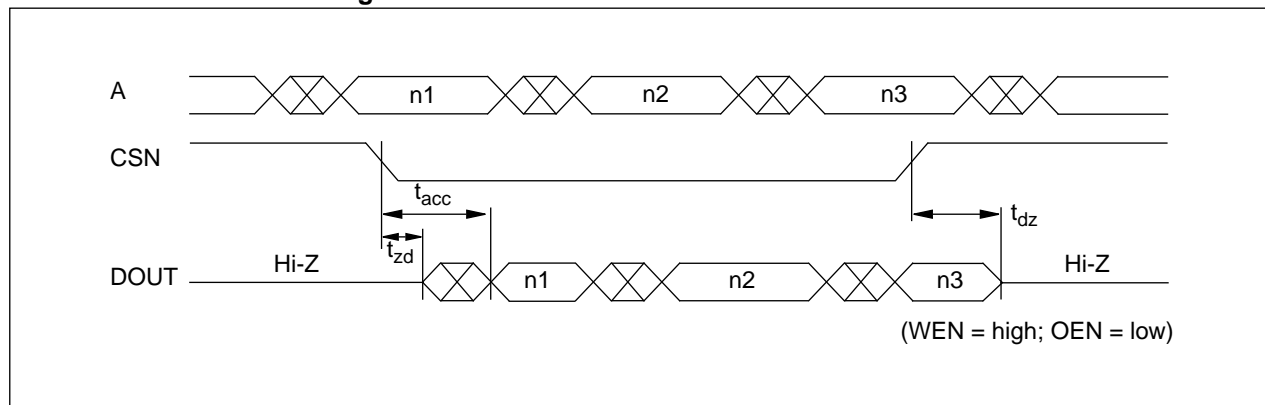 A n1 n2 n3
CSN
tacc
tdz
tzd
Hi-Z Hi-Z
DOUT n1 n2 n3
(WEN = high; OEN = low)